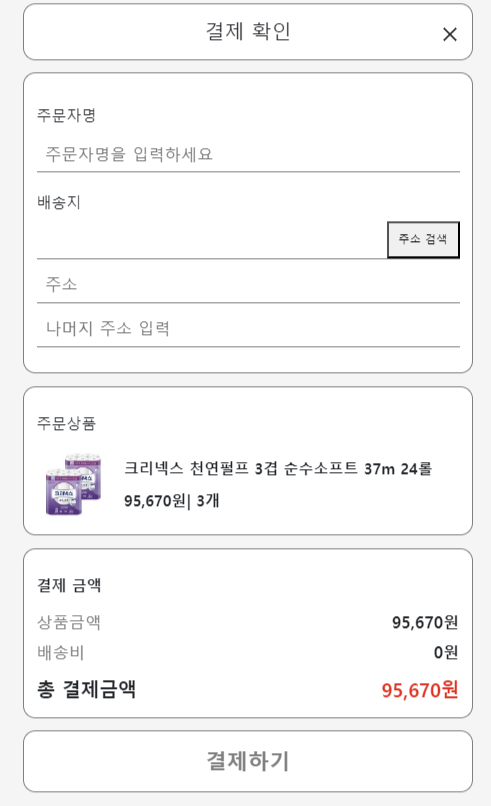 결제 확인
주문자명
주문자명을 입력하세요
배송지
주소 검색
주소
나머지 주소 입력
주문상품
크리넥스 천연펄프 3겹 순수소프트 37m 24롤
95,670원| 3개
결제 금액
상품금액 95,670원
배송비 0원
총 결제금액 95,670원
결제하기